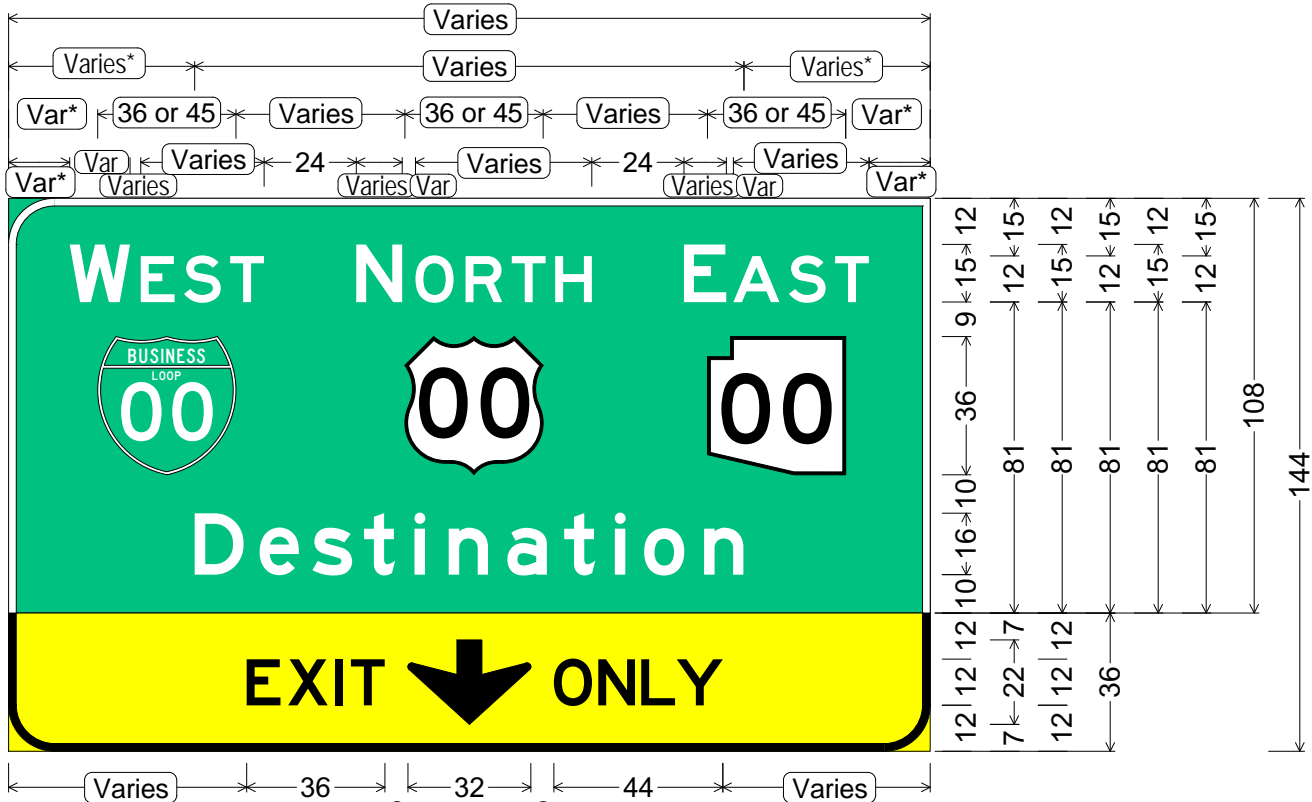 Varies
Varies* Varies Varies*
Var* 36 or 45 Varies 36 or 45 Varies 36 or 45 Var*
Var Varies 24 Varies 24 Varies
Var* Varies Varies Var Varies Var Var*
WEST NORTH EAST
BUSINESS
LOOP
00 00 00
Destination
EXIT ONLY
12 15 12 15 12 15
15 12 15 12 15 12
9
36 81 81 81 81 81 108 144
10
16
10
12 7 12
12 22 12 36
12 7 12
Varies 36 32 44 Varies